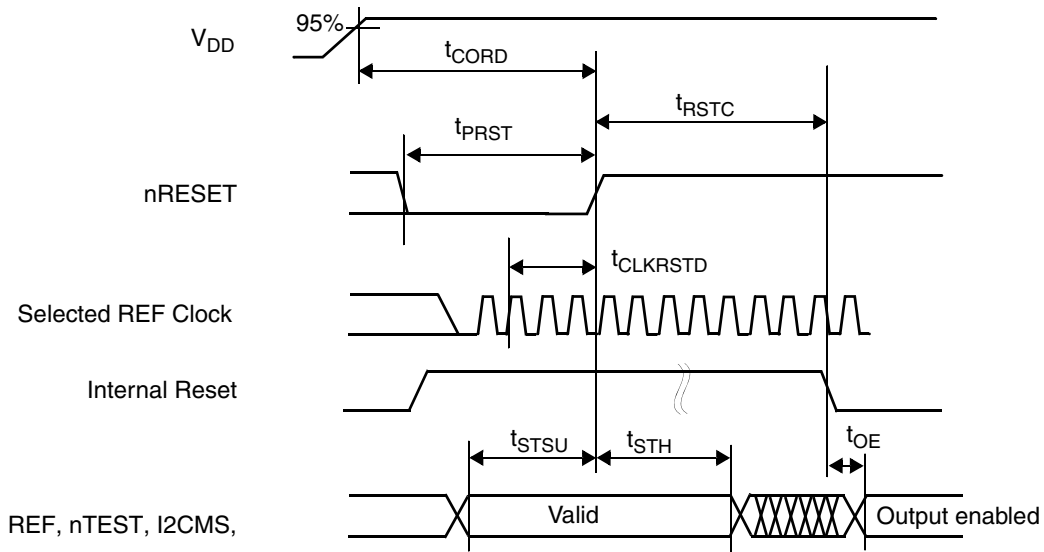 95%
VDD
tCORD
tRSTC
tPRST
nRESET
tCLKRSTD
Selected REF Clock
Internal Reset
tSTSU
tSTH
tOE
REF, nTEST, I2CMS,
Valid
Output enabled